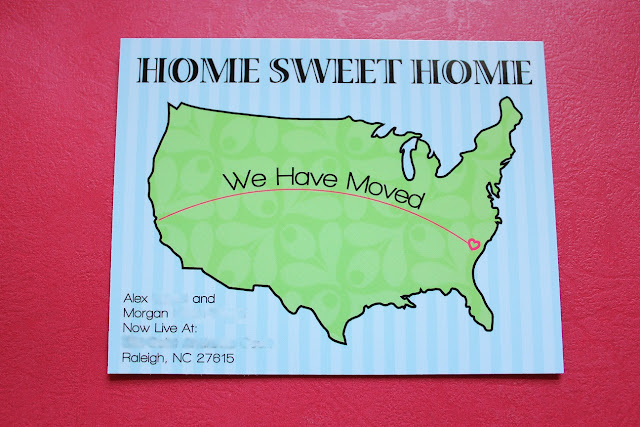 HOME SWEET HOME
We Have Moved
Alex and
Morgan
Now Live At:
Raleigh, NC 27615